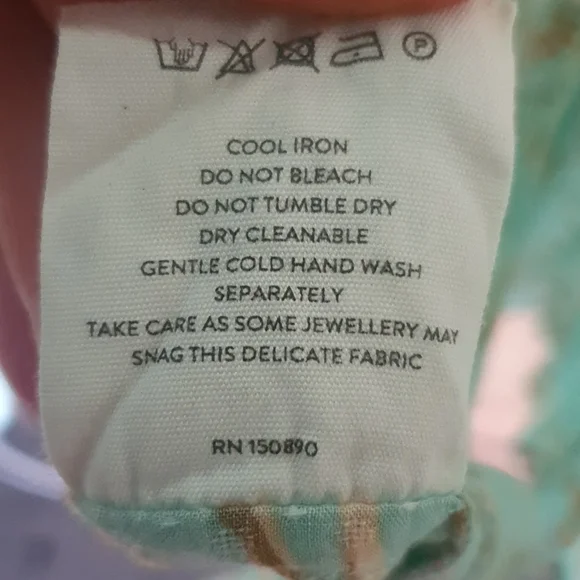 P
COOL IRON
DO NOT BLEACH
DO NOT TUMBLE DRY
DRY CLEANABLE
GENTLE COLD HAND WASH
SEPARATELY
TAKE CARE AS SOME JEWELLERY MAY
SNAG THIS DELICATE FABRIC
RN 150890